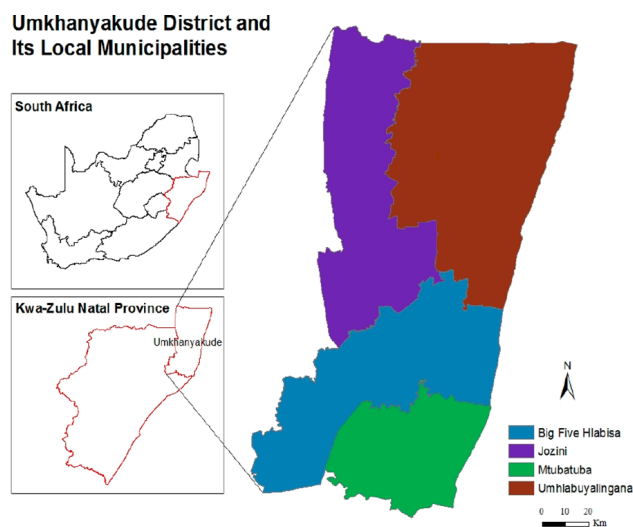 Umkhanyakude District and
Its Local Municipalities
South Africa
Kwa-Zulu Natal Province
Umkhanyakude
N
Big Five Hlabisa
Jozini
Mtubatuba
Umhlabuyalingana
0 10 20
Km